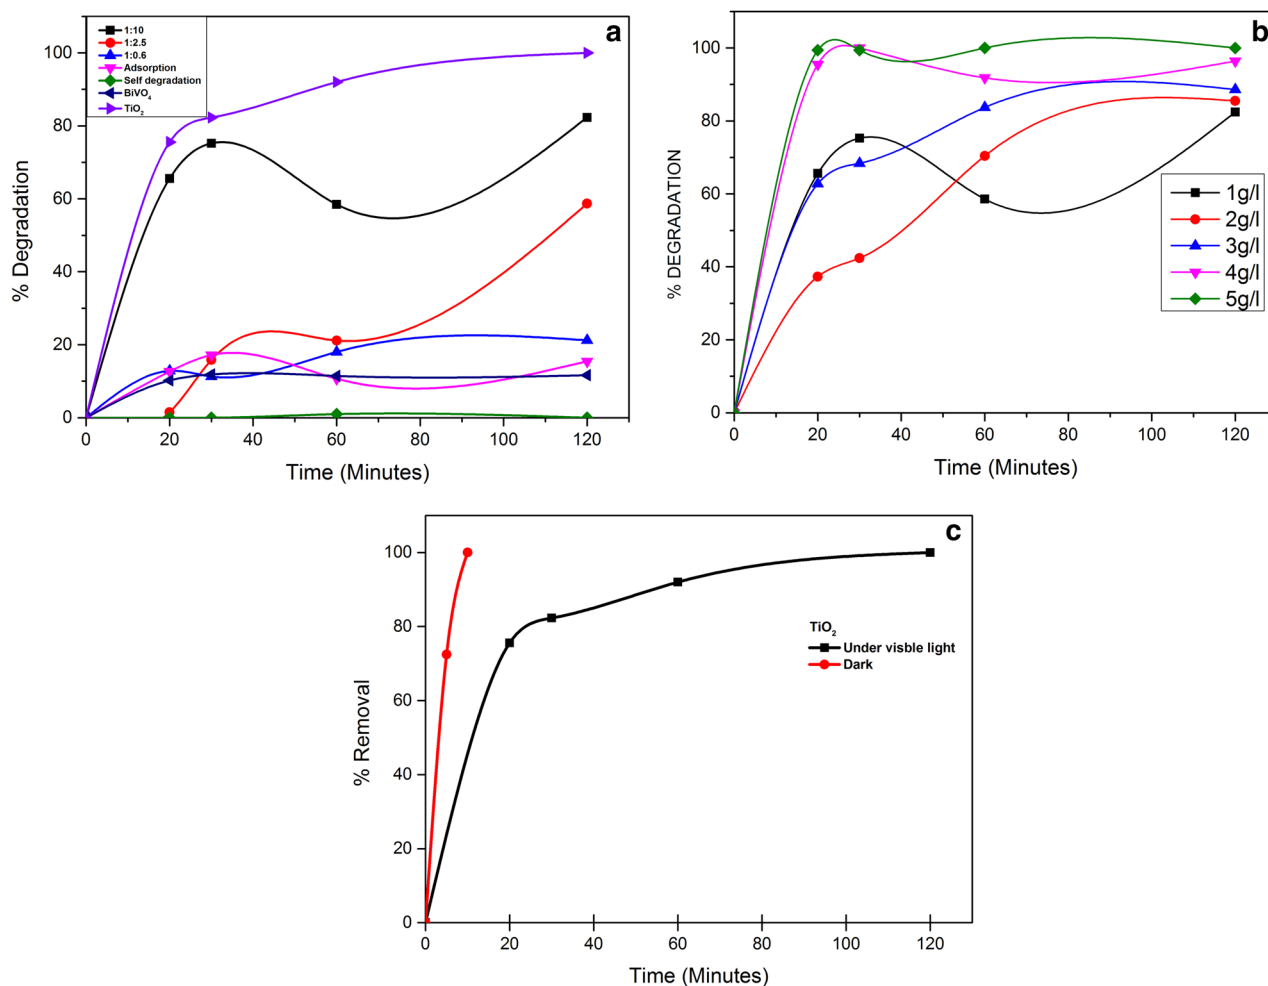 a
1:10
1:2.5
1:0.6
Adsorption
Self degradation
BiVO₄
TiO₂
% Degradation
100
80
60
40
20
0
0 20 40 60 80 100 120
Time (Minutes)
b
% DEGRADATION
100
80
60
40
20
0
1g/l
2g/l
3g/l
4g/l
5g/l
0 20 40 60 80 100 120
Time (Minutes)
c
% Removal
100
80
60
40
20
0
TiO₂
Under visble light
Dark
0 20 40 60 80 100 120
Time (Minutes)